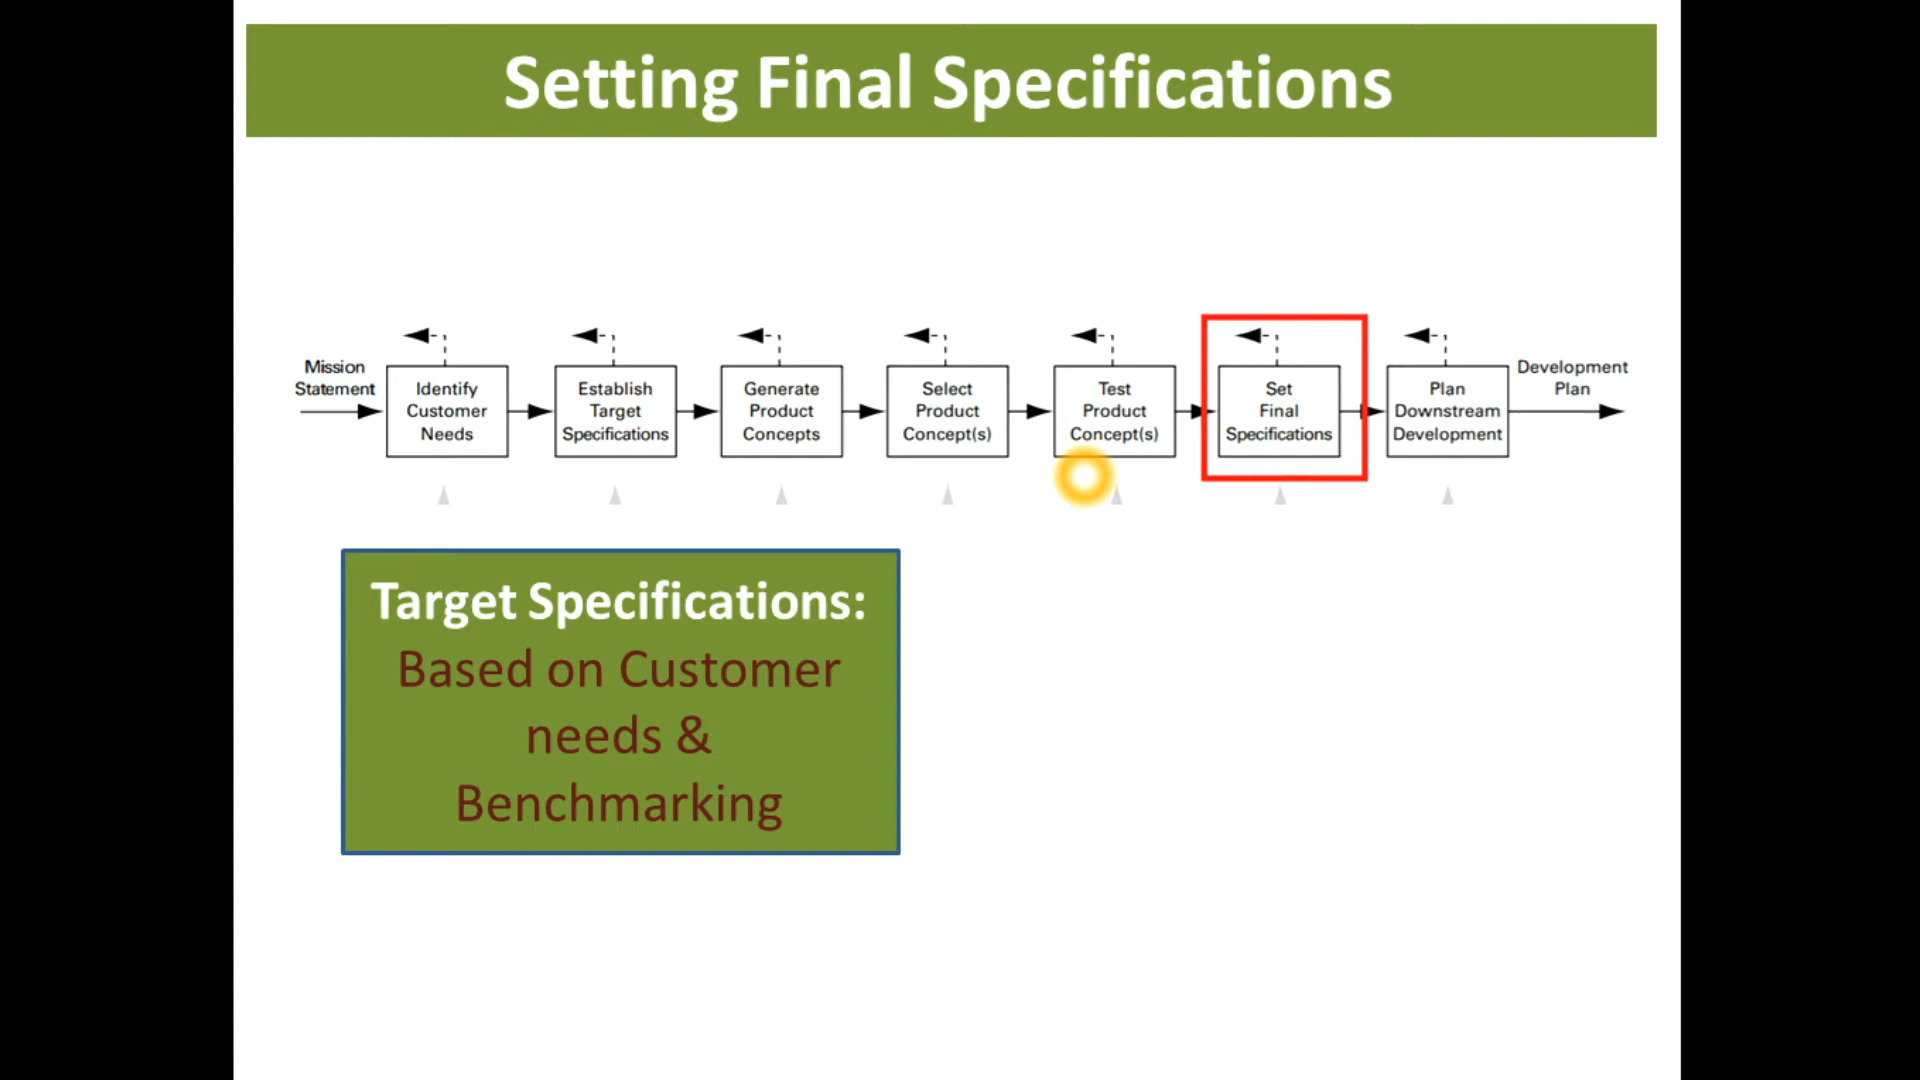 Setting Final Specifications
Mission
Statement
Identify
Customer
Needs
Establish
Target
Specifications
Generate
Product
Concepts
Select
Product
Concept(s)
Test
Product
Concept(s)
Set
Final
Specifications
Plan
Downstream
Development
Development
Plan
Target Specifications:
Based on Customer
needs &
Benchmarking